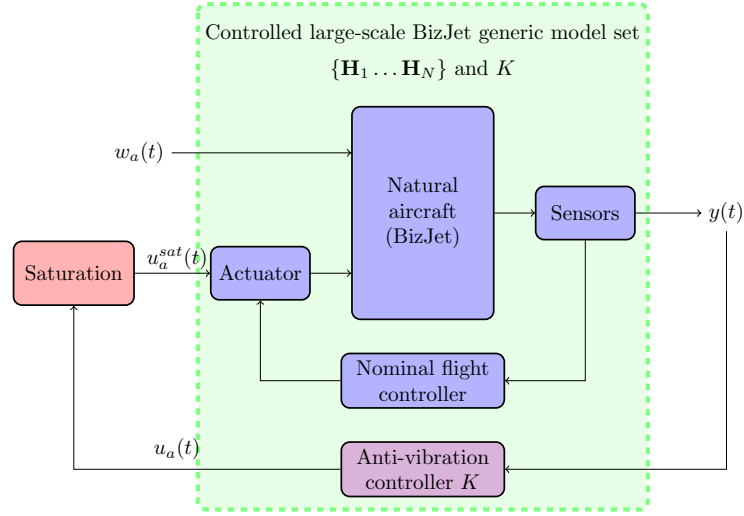 Controlled large-scale BizJet generic model set
{H₁ … H_N} and K
w_a(t)
Natural
aircraft
(BizJet)
Sensors
y(t)
Saturation
u_a^{sat}(t)
Actuator
Nominal flight
controller
u_a(t)
Anti-vibration
controller K